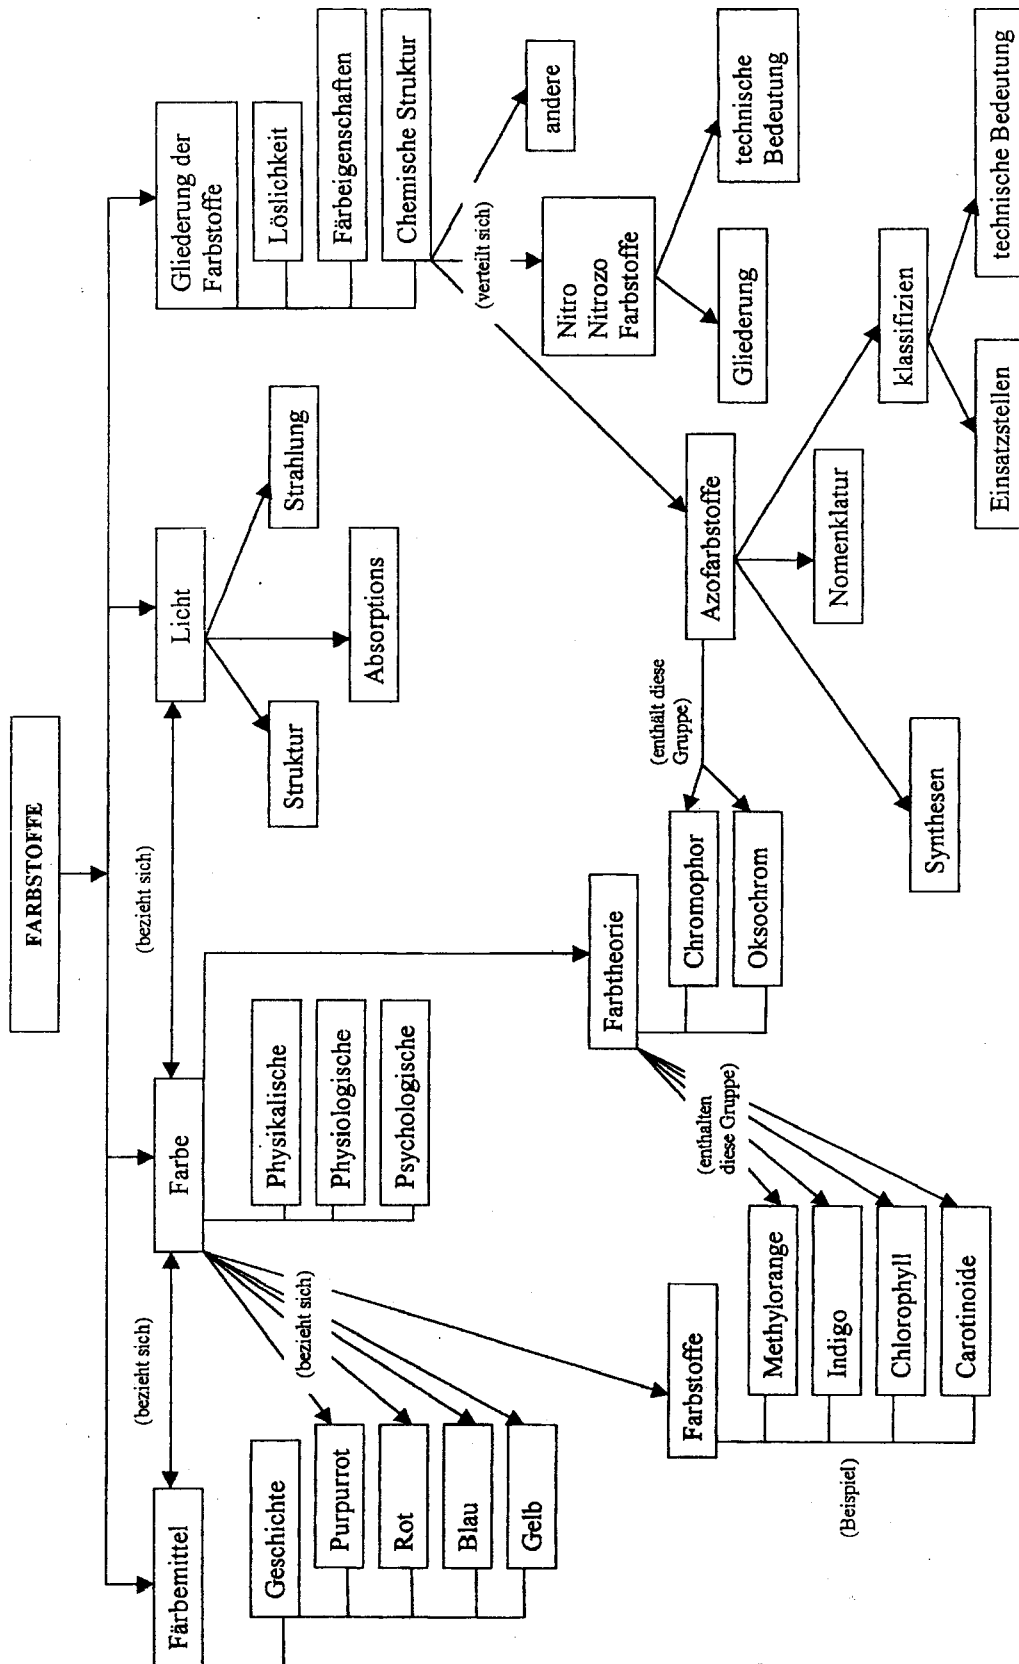 FARBSTOFFE
(bezieht sich)
(bezieht sich)
Färbemittel
Farbe
Licht
Gliederung der
Farbstoffe
Geschichte
Purpurrot
Rot
Blau
Gelb
(bezieht sich)
Physikalische
Physiologische
Psychologische
Struktur
Absorptions
Strahlung
Löslichkeit
Färbeigenschaften
Chemische Struktur
(verteilt sich)
andere
Nitro
Nitrozo
Farbstoffe
Gliederung
technische
Bedeutung
Farbtheorie
Chromophor
Oksochrom
(enthält diese
Gruppe)
Azofarbstoffe
Synthesen
Nomenklatur
klassifizien
Einsatzstellen
technische Bedeutung
Farbstoffe
(enthalten
diese Gruppe)
Methylorange
Indigo
Chlorophyll
Carotinoide
(Beispiel)